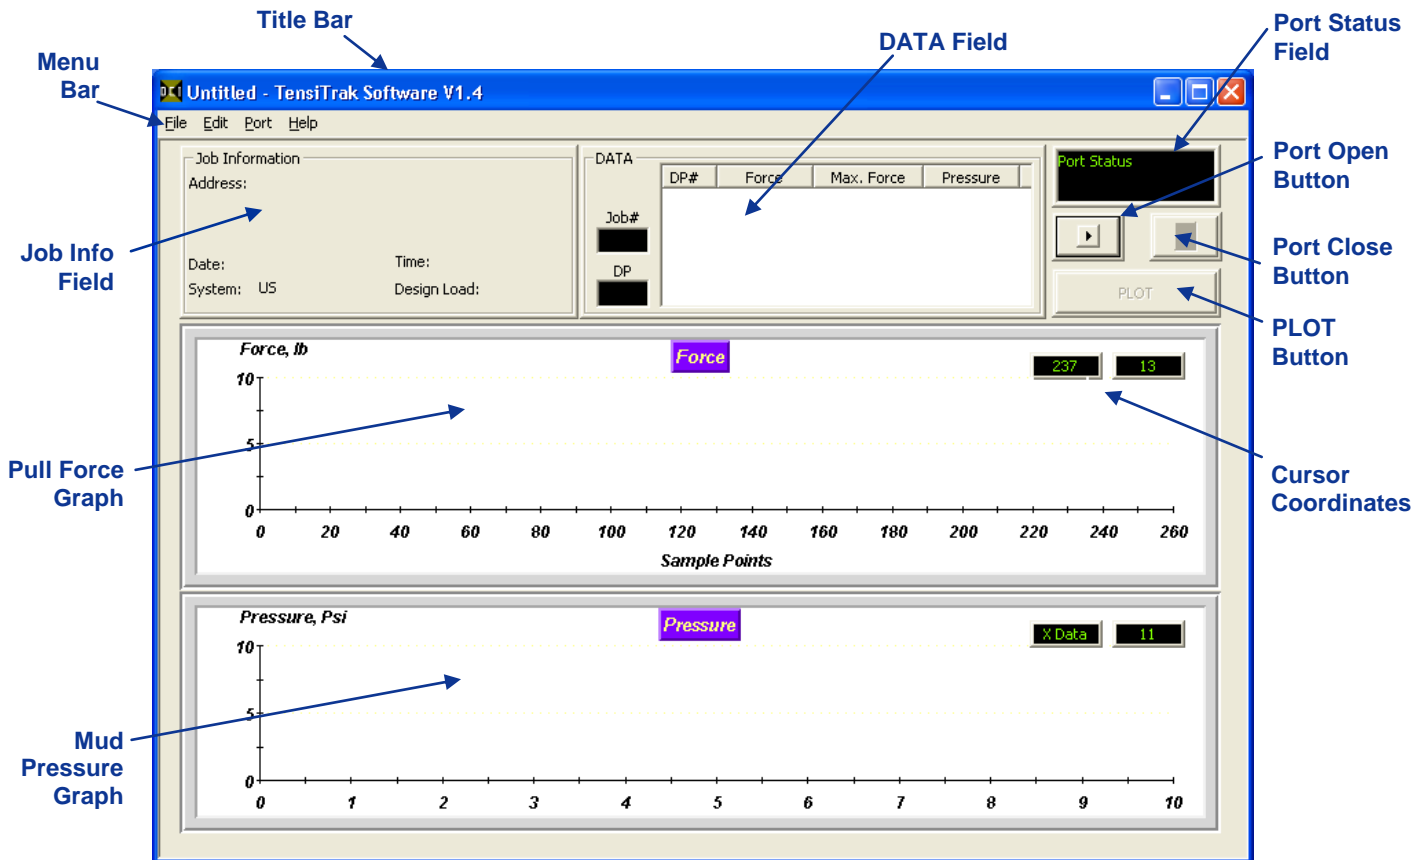 Title Bar
DATA Field
Port Status
Field
Menu
Bar
Untitled - TensiTrak Software V1.4
File Edit Port Help
Job Information
Address:
Date:
Time:
System: US
Design Load:
DATA
Job#
DP
DP# Force Max. Force Pressure
Port Status
PLOT
Port Open
Button
Port Close
Button
PLOT
Button
Job Info
Field
Force, lb
Force
237 13
10
5
0
0 20 40 60 80 100 120 140 160 180 200 220 240 260
Sample Points
Pull Force
Graph
Cursor
Coordinates
Pressure, Psi
Pressure
X Data 11
10
5
0
0 1 2 3 4 5 6 7 8 9 10
Mud
Pressure
Graph